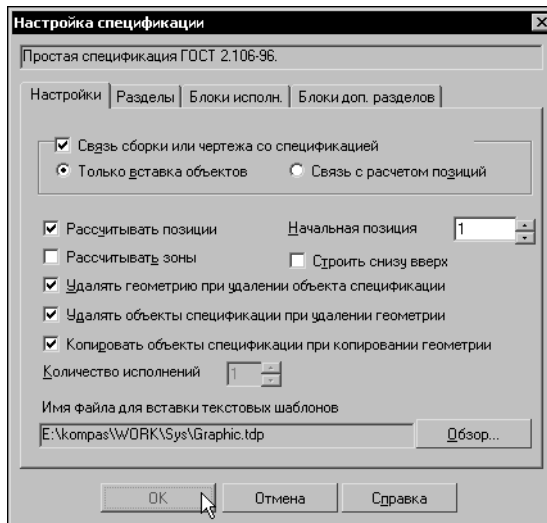 Настройка спецификации
Простая спецификация ГОСТ 2.106-96.
Настройки Разделы Блоки исполн. Блоки доп. разделов
Связь сборки или чертежа со спецификацией
Только вставка объектов Связь с расчетом позиций
Рассчитывать позиции Начальная позиция 1
Рассчитывать зоны Строить снизу вверх
Удалять геометрию при удалении объекта спецификации
Удалять объекты спецификации при удалении геометрии
Копировать объекты спецификации при копировании геометрии
Количество исполнений 1
Имя файла для вставки текстовых шаблонов
E:\kompas\WORK\Sys\Graphic.tdp Обзор...
OK Отмена Справка